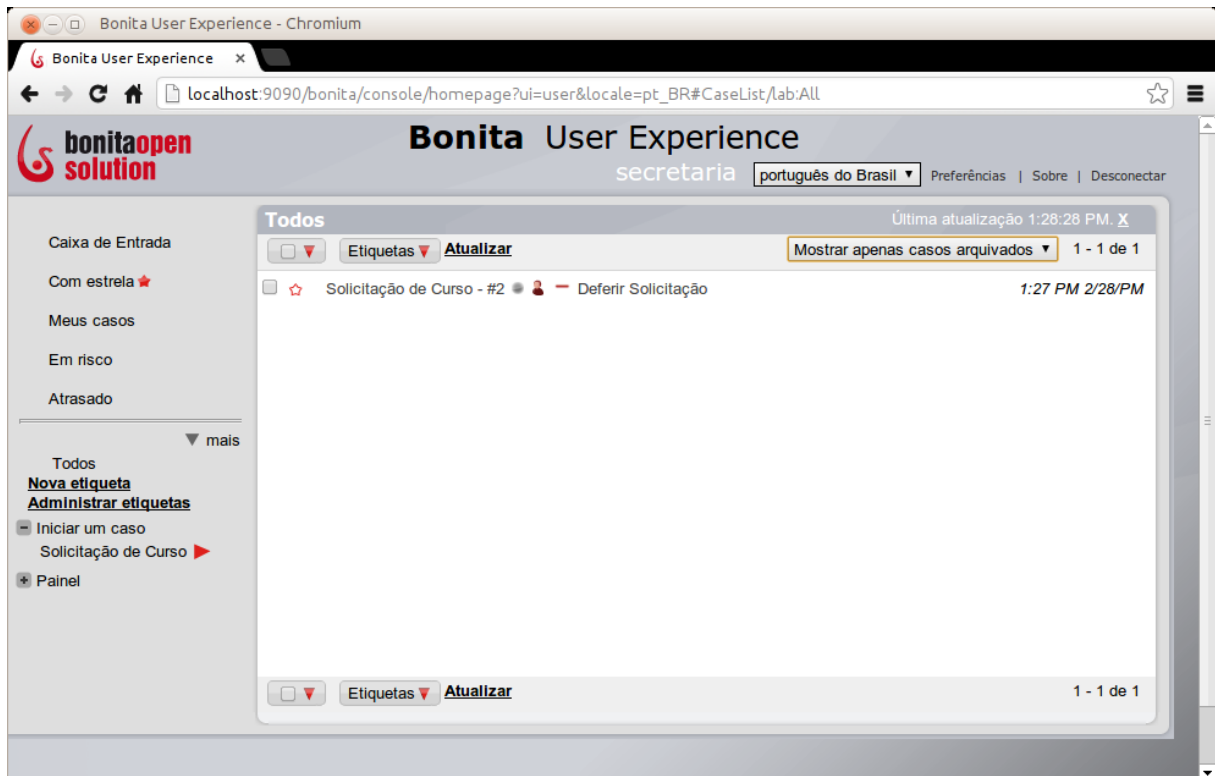 Bonita User Experience - Chromium
Bonita User Experience x
localhost:9090/bonita/console/homepage?ui=user&locale=pt_BR#CaseList/lab:All
bonitaopen
solution
Bonita User Experience
secretaria português do Brasil Preferências | Sobre | Desconectar
Caixa de Entrada
Com estrela
Meus casos
Em risco
Atrasado
mais
Todos
Nova etiqueta
Administrar etiquetas
Iniciar um caso
Solicitação de Curso
Painel
Todos Última atualização 1:28:28 PM. X
Etiquetas Atualizar Mostrar apenas casos arquivados 1 - 1 de 1
Solicitação de Curso - #2 Deferir Solicitação 1:27 PM 2/28/PM
Etiquetas Atualizar 1 - 1 de 1